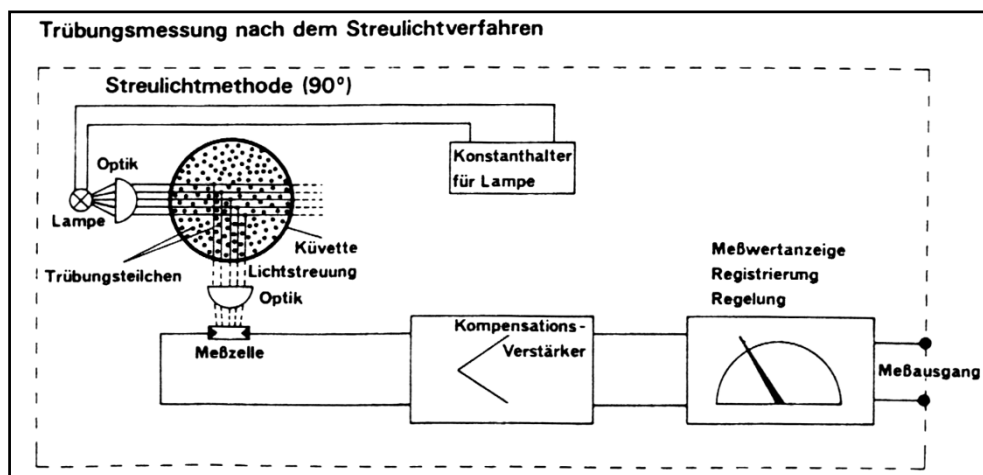 Trübungsmessung nach dem Streulichtverfahren
Streulichtmethode (90°)
Optik
Konstanthalter
für Lampe
Lampe
Küvette
Trübungsteilchen
Lichtstreuung
Optik
Meßzelle
Kompensations-
Verstärker
Meßwertanzeige
Registrierung
Regelung
Meßausgang